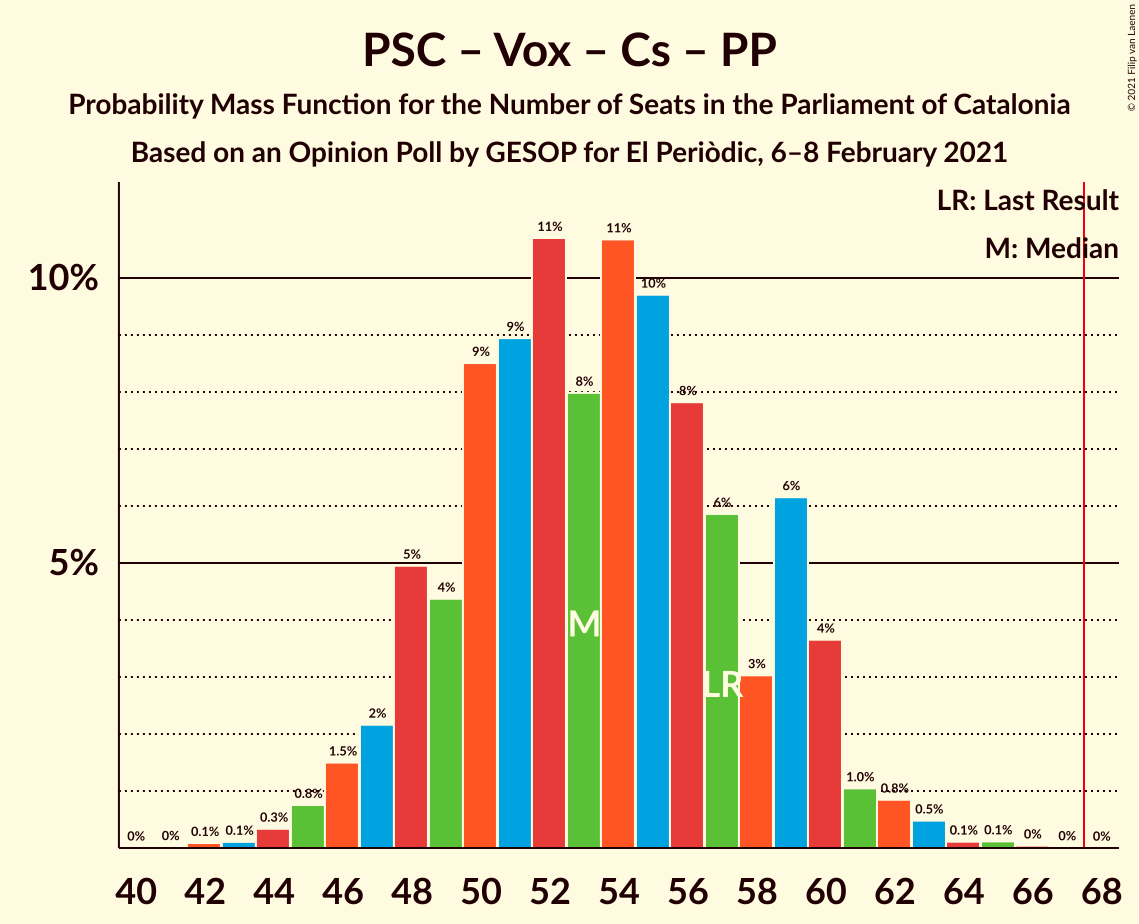 PSC – Vox – Cs – PP
Probability Mass Function for the Number of Seats in the Parliament of Catalonia
Based on an Opinion Poll by GESOP for El Periòdic, 6–8 February 2021
© 2021 Filip van Laenen
LR: Last Result
M: Median
10%
5%
0% 0% 0.1% 0.1% 0.3% 0.8% 1.5% 2% 5% 4% 9% 9% 11% 8% 11% 10% 8% 6% 3% 6% 4% 1.0% 0.8% 0.5% 0.1% 0.1% 0% 0% 0%
M
LR
40 42 44 46 48 50 52 54 56 58 60 62 64 66 68